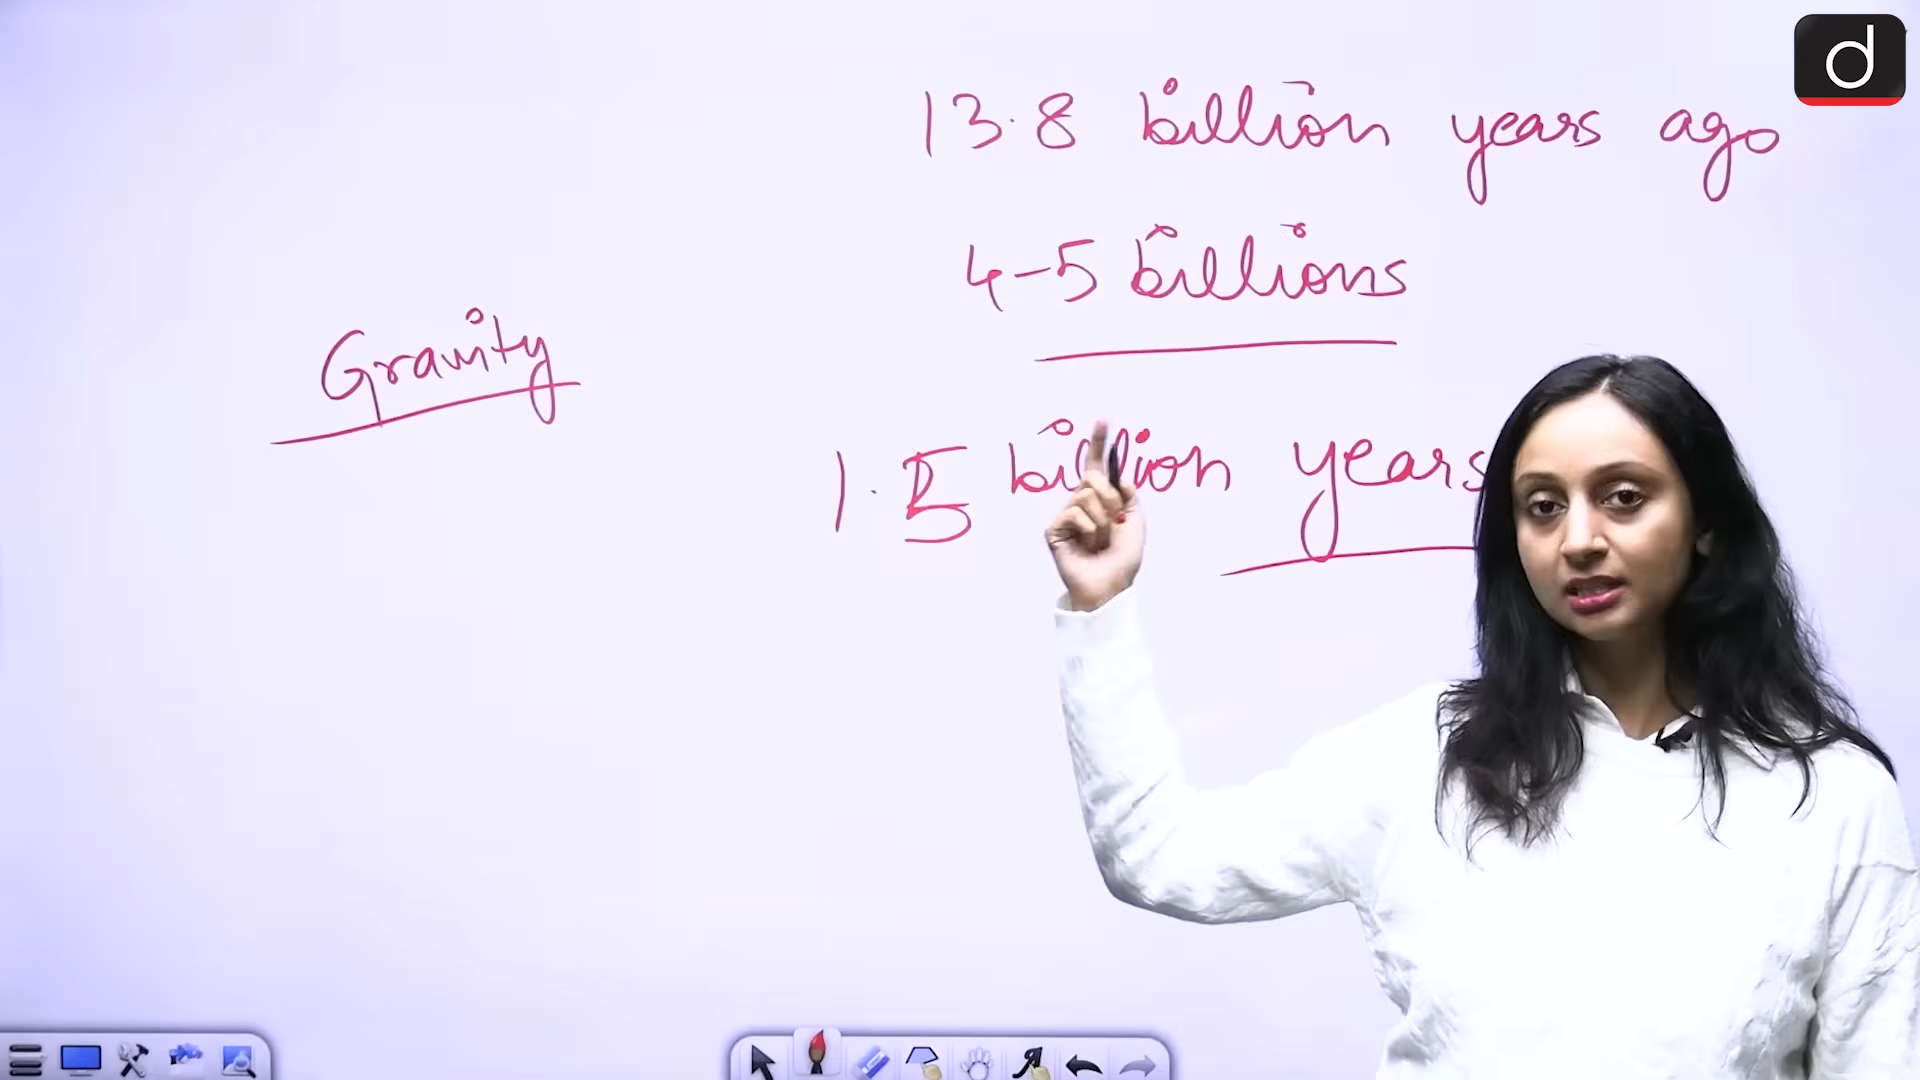 d
13.8 billion years ago
4-5 billions
Gravity
1.5 billion years